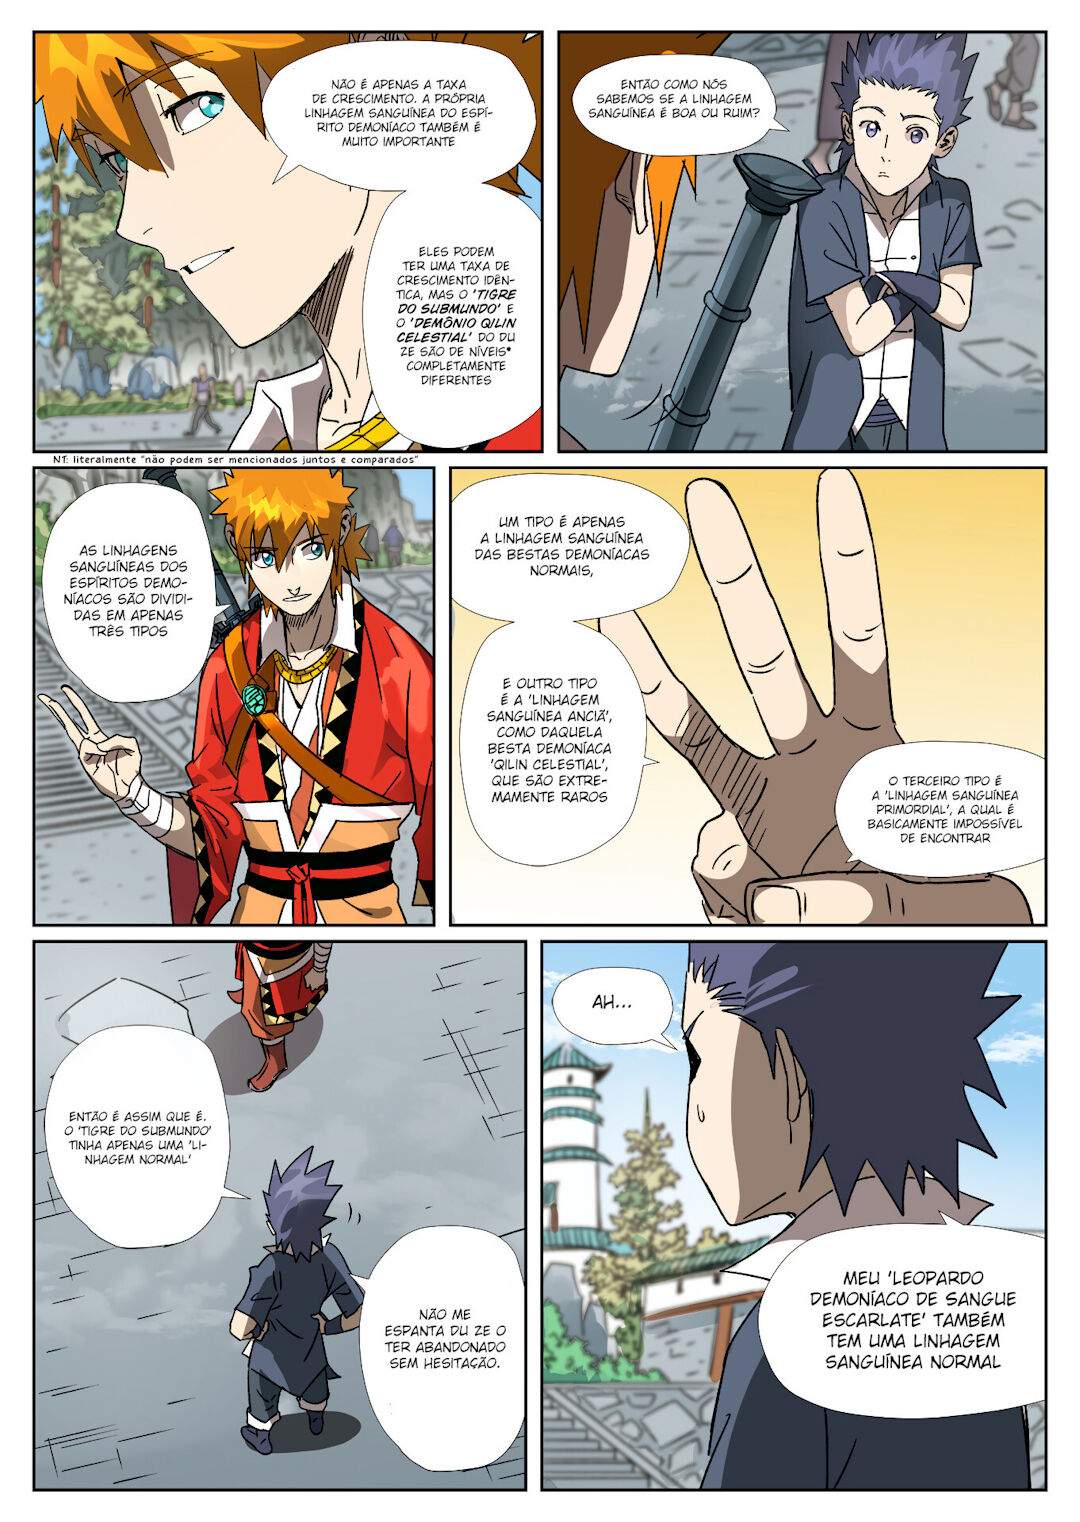 NÃO É APENAS A TAXA
DE CRESCIMENTO. A PRÓPRIA
LINHAGEM SANGUÍNEA DO ESPÍ-
RITO DEMONÍACO TAMBÉM É
MUITO IMPORTANTE
ELES PODEM
TER UMA TAXA DE
CRESCIMENTO IDÊN-
TICA, MAS O 'TIGRE
DO SUBMUNDO' E
O 'DEMÔNIO QILIN
CELESTIAL' DO DU
ZE SÃO DE NÍVEIS*
COMPLETAMENTE
DIFERENTES
ENTÃO COMO NÓS
SABEMOS SE A LINHAGEM
SANGUÍNEA É BOA OU RUIM?
NT: literalmente "não podem ser mencionados juntos e comparados"
AS LINHAGENS
SANGUÍNEAS DOS
ESPÍRITOS DEMO-
NÍACOS SÃO DIVIDI-
DAS EM APENAS
TRÊS TIPOS
UM TIPO É APENAS
A LINHAGEM SANGUÍNEA
DAS BESTAS DEMONÍACAS
NORMAIS,
E OUTRO TIPO
É A 'LINHAGEM
SANGUÍNEA ANCIÃ',
COMO DAQUELA
BESTA DEMONÍACA
'QILIN CELESTIAL',
QUE SÃO EXTRE-
MAMENTE RAROS
O TERCEIRO TIPO É
A 'LINHAGEM SANGUÍNEA
PRIMORDIAL', A QUAL É
BASICAMENTE IMPOSSÍVEL
DE ENCONTRAR
ENTÃO É ASSIM QUE É.
O 'TIGRE DO SUBMUNDO'
TINHA APENAS UMA 'LI-
NHAGEM NORMAL'
NÃO ME
ESPANTA DU ZE O
TER ABANDONADO
SEM HESITAÇÃO.
AH...
MEU 'LEOPARDO
DEMONÍACO DE SANGUE
ESCARLATE' TAMBÉM
TEM UMA LINHAGEM
SANGUÍNEA NORMAL